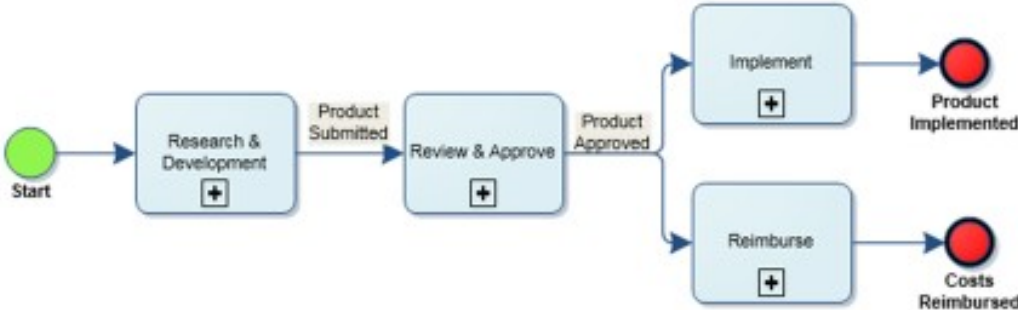 Start
Research &
Development
Product
Submitted
Review & Approve
Product
Approved
Implement
Product
Implemented
Reimburse
Costs
Reimbursed